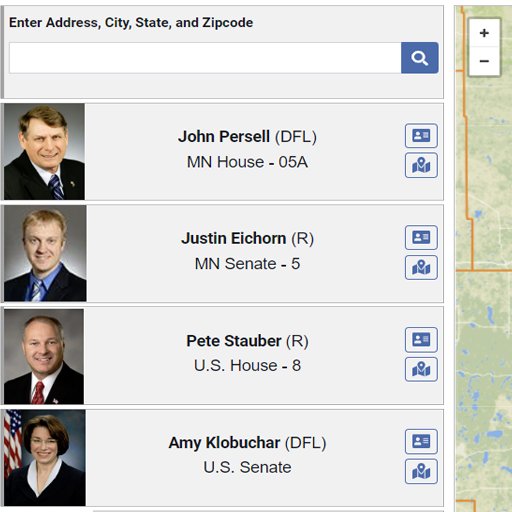 Enter Address, City, State, and Zipcode
+
−
John Persell (DFL)
MN House - 05A
Justin Eichorn (R)
MN Senate - 5
Pete Stauber (R)
U.S. House - 8
Amy Klobuchar (DFL)
U.S. Senate